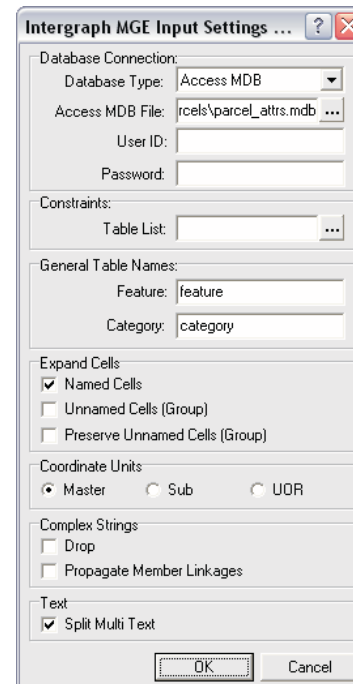 Intergraph MGE Input Settings ...
Database Connection:
Database Type: Access MDB
Access MDB File: rcels\parcel_attrs.mdb ...
User ID:
Password:
Constraints:
Table List: ...
General Table Names:
Feature: feature
Category: category
Expand Cells
Named Cells
Unnamed Cells (Group)
Preserve Unnamed Cells (Group)
Coordinate Units
Master Sub UOR
Complex Strings
Drop
Propagate Member Linkages
Text
Split Multi Text
OK Cancel